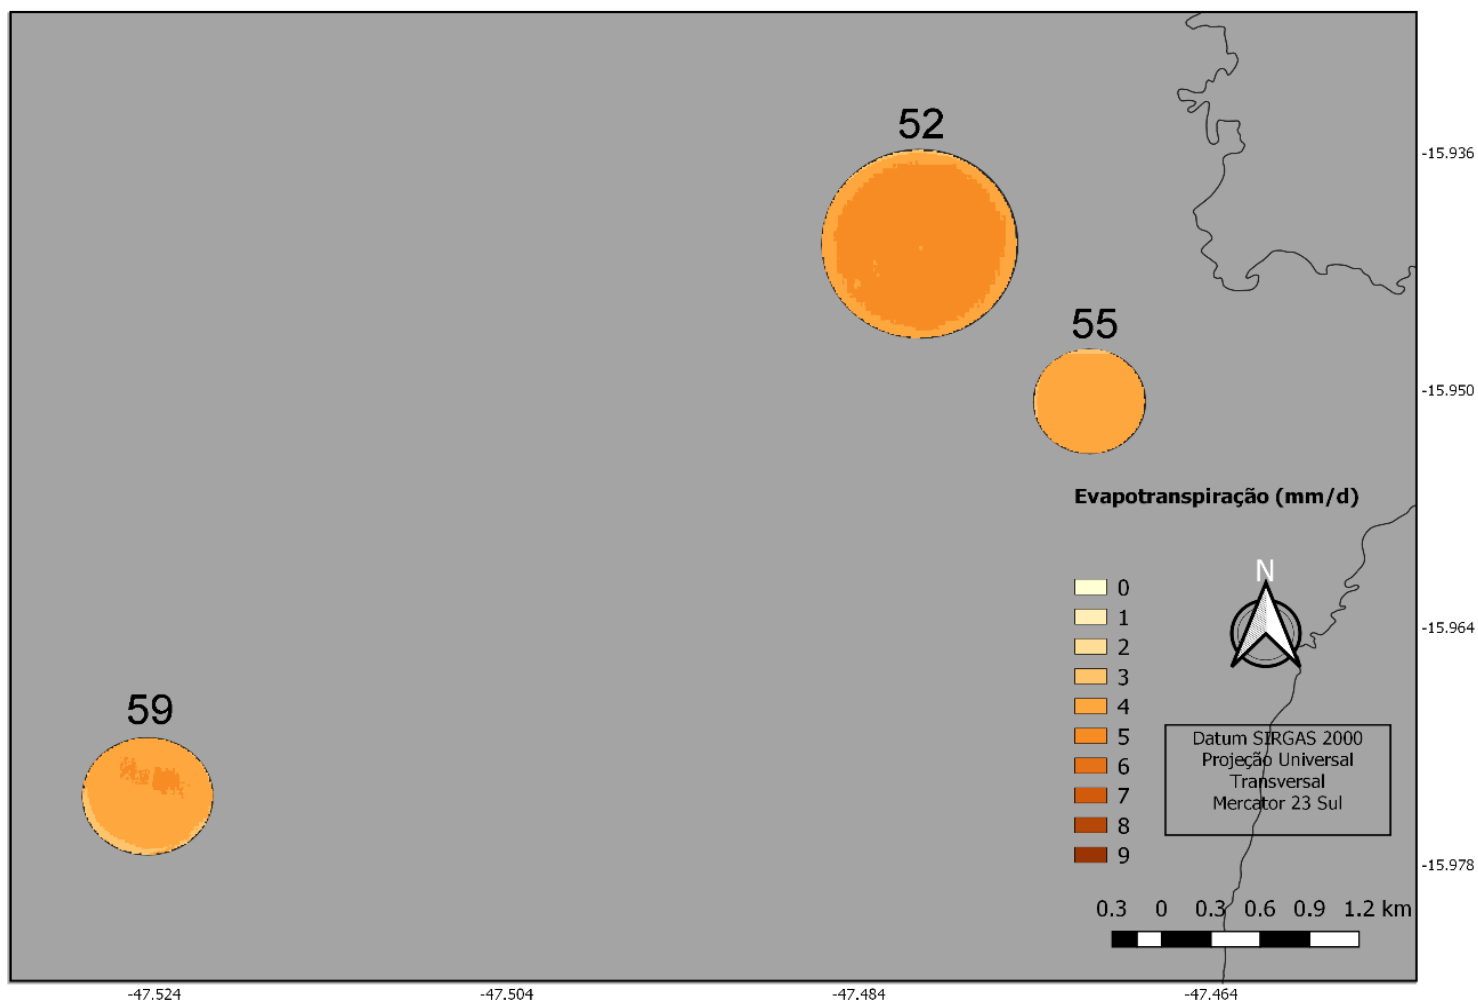 52
-15.936
55
-15.950
Evapotranspiração (mm/d)
N
0
1
2
3
4
5
6
7
8
9
-15.964
59
Datum SIRGAS 2000
Projeção Universal
Transversal
Mercator 23 Sul
-15.978
0.3 0 0.3 0.6 0.9 1.2 km
-47.524 -47.504 -47.484 -47.464